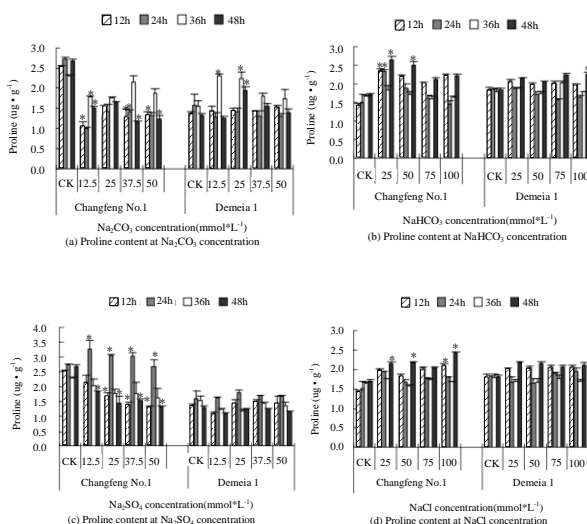 12h 24h 36h 48h
3.0
2.5
2.0
1.5
1.0
0.5
0.0
Proline (ug • g⁻¹)
* * * * * * * * * *
CK 12.5 25 37.5 50 CK 12.5 25 37.5 50
Changfeng No.1 Demeia 1
Na₂CO₃ concentration(mmol*L⁻¹)
(a) Proline content at Na₂CO₃ concentration
12h 24h 36h 48h
3.0
2.5
2.0
1.5
1.0
0.5
0.0
Proline (ug • g⁻¹)
** * * *
CK 25 50 75 100 CK 25 50 75 100
Changfeng No.1 Demeia 1
NaHCO₃ concentration(mmol*L⁻¹)
(b) Proline content at NaHCO₃ concentration
12h 24h 36h 48h
4.0
3.5
3.0
2.5
2.0
1.5
1.0
0.5
0.0
Proline (ug • g⁻¹)
CK 12.5 25 37.5 50 CK 12.5 25 37.5 50
Changfeng No.1 Demeia 1
Na₂SO₄ concentration(mmol*L⁻¹)
(c) Proline content at Na₂SO₄ concentration
12h 24h 36h 48h
3.0
2.5
2.0
1.5
1.0
0.5
0.0
Proline (ug • g⁻¹)
* * * *
CK 25 50 75 100 CK 25 50 75 100
Changfeng No.1 Demeia 1
NaCl concentration(mmol*L⁻¹)
(d) Proline content at NaCl concentration